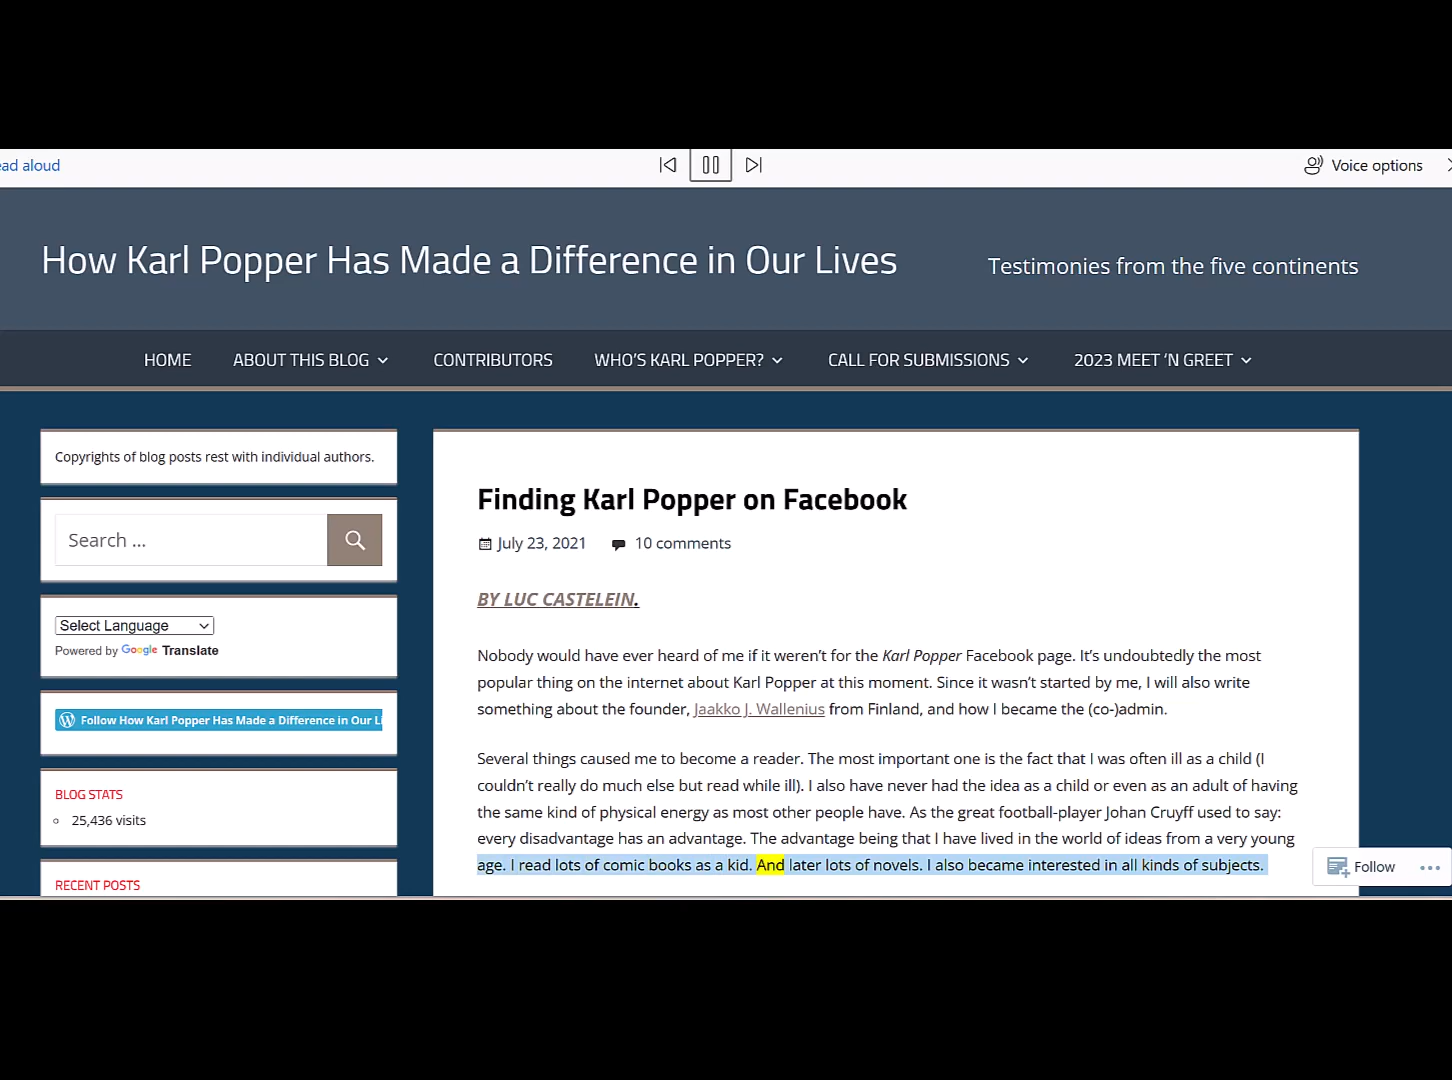 ead aloud
Voice options
How Karl Popper Has Made a Difference in Our Lives
Testimonies from the five continents
HOME
ABOUT THIS BLOG
CONTRIBUTORS
WHO'S KARL POPPER?
CALL FOR SUBMISSIONS
2023 MEET 'N GREET
Copyrights of blog posts rest with individual authors.
Search ...
Select Language
Powered by Google Translate
Follow How Karl Popper Has Made a Difference in Our Li
BLOG STATS
25,436 visits
RECENT POSTS
Finding Karl Popper on Facebook
July 23, 2021
10 comments
BY LUC CASTELEIN.
Nobody would have ever heard of me if it weren't for the Karl Popper Facebook page. It's undoubtedly the most
popular thing on the internet about Karl Popper at this moment. Since it wasn't started by me, I will also write
something about the founder, Jaakko J. Wallenius from Finland, and how I became the (co-)admin.
Several things caused me to become a reader. The most important one is the fact that I was often ill as a child (I
couldn't really do much else but read while ill). I also have never had the idea as a child or even as an adult of having
the same kind of physical energy as most other people have. As the great football-player Johan Cruyff used to say:
every disadvantage has an advantage. The advantage being that I have lived in the world of ideas from a very young
age. I read lots of comic books as a kid. And later lots of novels. I also became interested in all kinds of subjects.
Follow